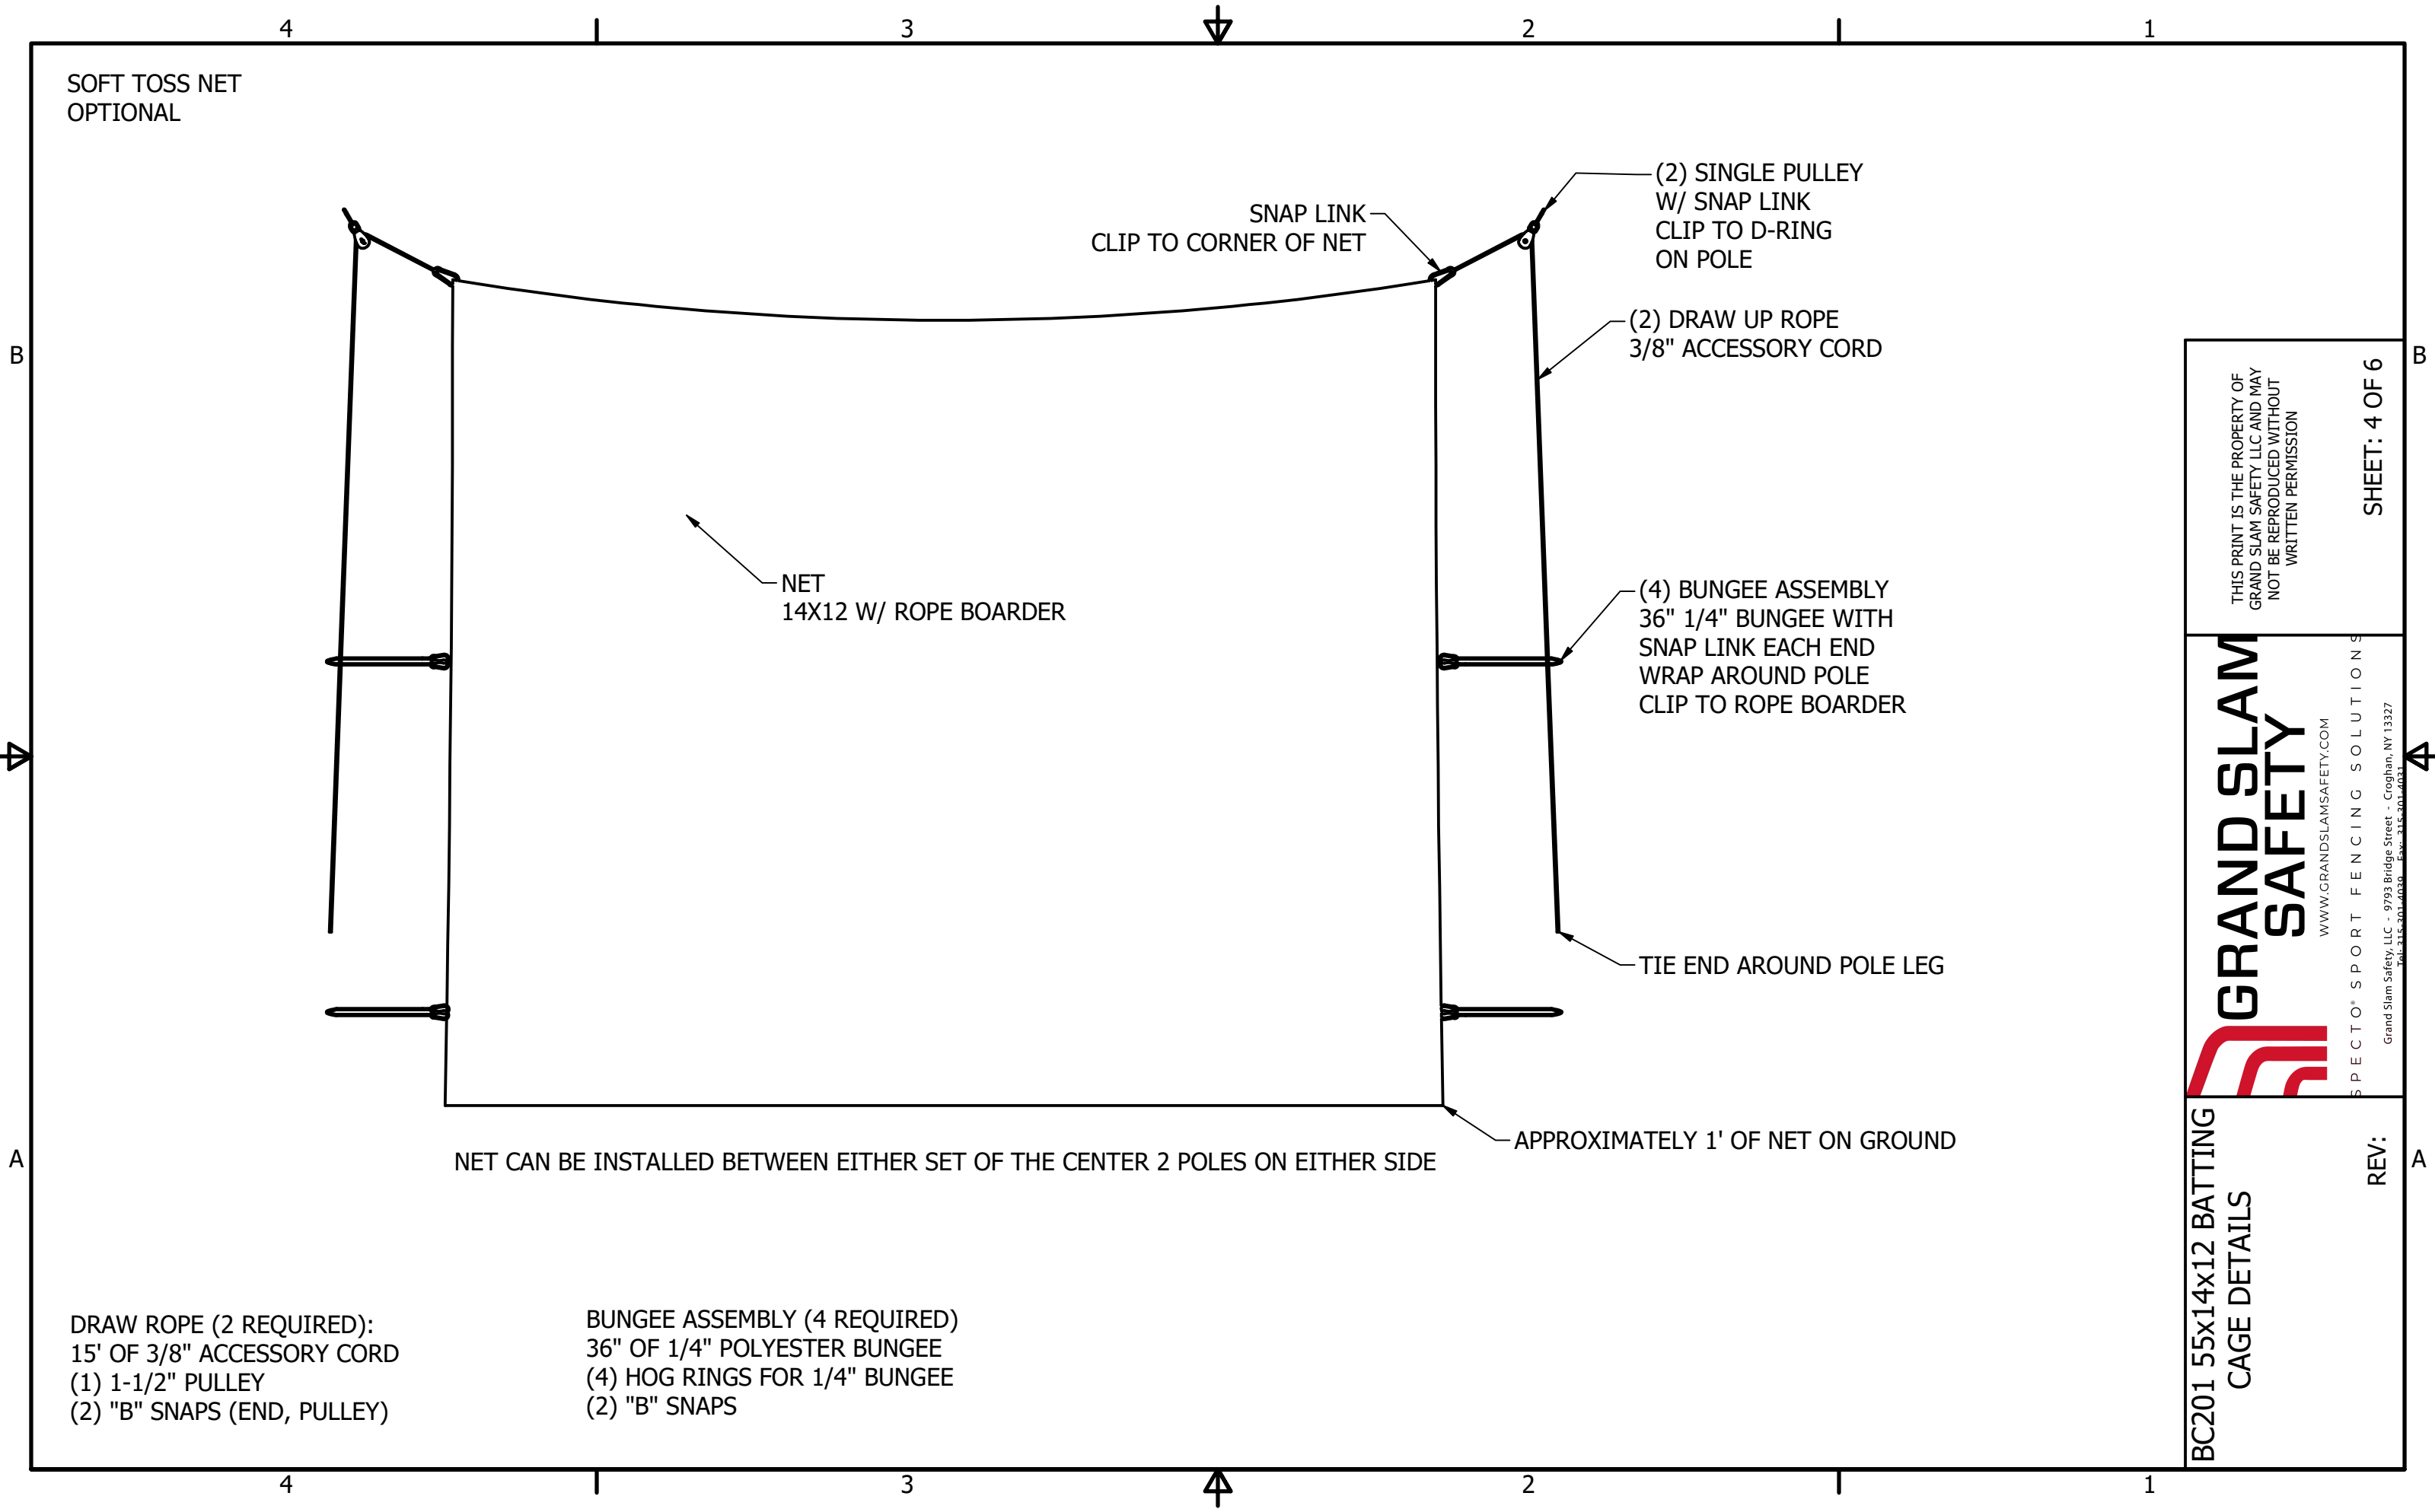 4 3 2 1
SOFT TOSS NET
OPTIONAL
SNAP LINK
CLIP TO CORNER OF NET
(2) SINGLE PULLEY
W/ SNAP LINK
CLIP TO D-RING
ON POLE
(2) DRAW UP ROPE
3/8" ACCESSORY CORD
B
B
NET
14X12 W/ ROPE BOARDER
(4) BUNGEE ASSEMBLY
36" 1/4" BUNGEE WITH
SNAP LINK EACH END
WRAP AROUND POLE
CLIP TO ROPE BOARDER
TIE END AROUND POLE LEG
APPROXIMATELY 1' OF NET ON GROUND
NET CAN BE INSTALLED BETWEEN EITHER SET OF THE CENTER 2 POLES ON EITHER SIDE
A
A
DRAW ROPE (2 REQUIRED):
15' OF 3/8" ACCESSORY CORD
(1) 1-1/2" PULLEY
(2) "B" SNAPS (END, PULLEY)
BUNGEE ASSEMBLY (4 REQUIRED)
36" OF 1/4" POLYESTER BUNGEE
(4) HOG RINGS FOR 1/4" BUNGEE
(2) "B" SNAPS
THIS PRINT IS THE PROPERTY OF
GRAND SLAM SAFETY LLC AND MAY
NOT BE REPRODUCED WITHOUT
WRITTEN PERMISSION
SHEET: 4 OF 6
GRAND SLAM
SAFETY
WWW.GRANDSLAMSAFETY.COM
SPECTO® SPORT FENCING SOLUTIONS
Grand Slam Safety, LLC - 9793 Bridge Street - Croghan, NY 13327
Tel: 315-301-4039 Fax: 315-301-4031
BC201 55x14x12 BATTING
CAGE DETAILS
REV:
4 3 2 1